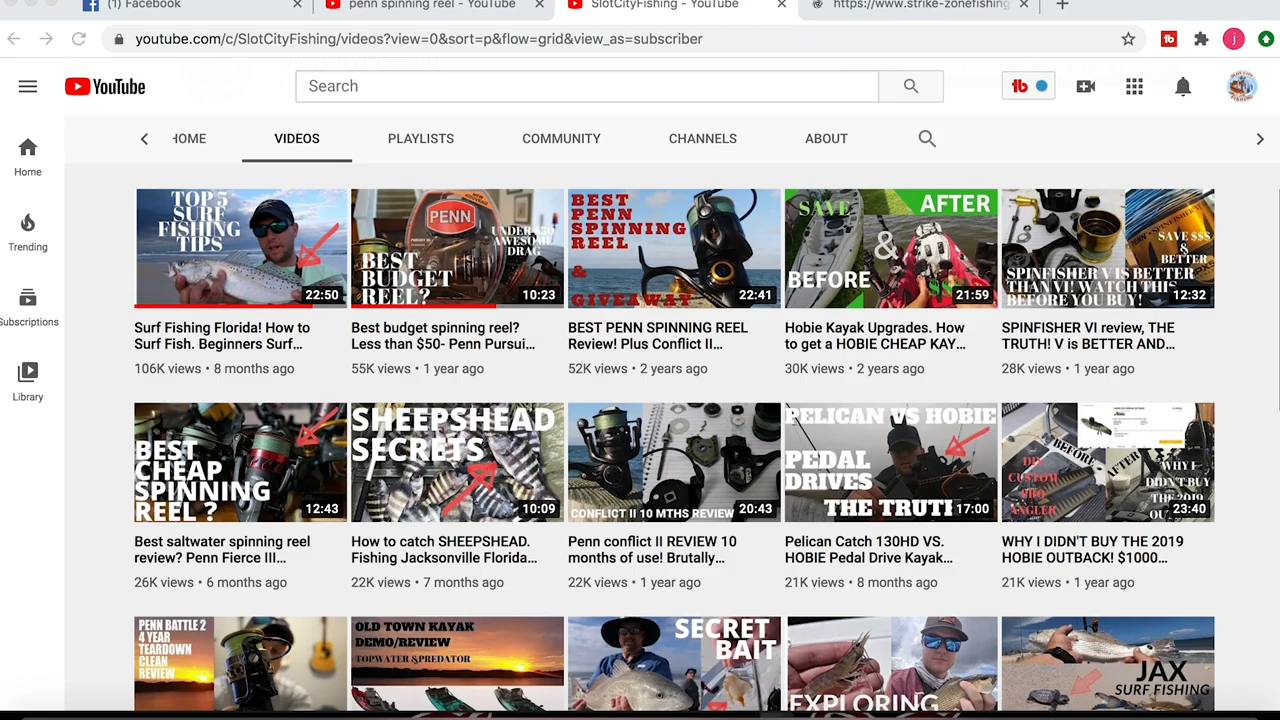 (1) Facebook
penn spinning reel - YouTube
SlotCityFishing - YouTube
https://www.strike-zonefishing
youtube.com/c/SlotCityFishing/videos?view=0&sort=p&flow=grid&view_as=subscriber
YouTube
Search
HOME
VIDEOS
PLAYLISTS
COMMUNITY
CHANNELS
ABOUT
Home
Trending
Subscriptions
Library
TOP 5
SURF
FISHING
TIPS
22:50
Surf Fishing Florida! How to
Surf Fish. Beginners Surf...
106K views • 8 months ago
PENN
AWESOME
DRAG
BEST
BUDGET
REEL?
10:23
Best budget spinning reel?
Less than $50- Penn Pursui...
55K views • 1 year ago
BEST
PENN
SPINNING
REEL
&
GIVEAWAY
22:41
BEST PENN SPINNING REEL
Review! Plus Conflict II...
52K views • 2 years ago
SAVE
AFTER
&
BEFORE
$$
21:59
Hobie Kayak Upgrades. How
to get a HOBIE CHEAP KAY...
30K views • 2 years ago
SAVE $$$
&
BETTER
SPINFISHER V IS BETTER
THAN VI! WATCH THIS
BEFORE YOU BUY!
12:32
SPINFISHER VI review, THE
TRUTH! V is BETTER AND...
28K views • 1 year ago
BEST
CHEAP
SPINNING
REEL ?
12:43
Best saltwater spinning reel
review? Penn Fierce III...
26K views • 6 months ago
SHEEPSHEAD
SECRETS
10:09
How to catch SHEEPSHEAD.
Fishing Jacksonville Florida...
22K views • 7 months ago
CONFLICT II 10 MTHS REVIEW
20:43
Penn conflict II REVIEW 10
months of use! Brutally...
22K views • 1 year ago
PELICAN VS HOBIE
PEDAL
DRIVES
THE TRUTH
17:00
Pelican Catch 130HD VS.
HOBIE Pedal Drive Kayak...
21K views • 8 months ago
BEFORE
AFTER
DIY
CUSTOM
PRO
ANGLER
WHY I
DIDN'T BUY
THE 2019
23:40
WHY I DIDN'T BUY THE 2019
HOBIE OUTBACK! $1000...
21K views • 1 year ago
PENN BATTLE 2
4 YEAR
TEARDOWN
CLEAN
REVIEW
OLD TOWN KAYAK
DEMO/REVIEW
TOPWATER &PREDATOR
SECRET
BAIT
EXPLORING
JAX
SURF FISHING